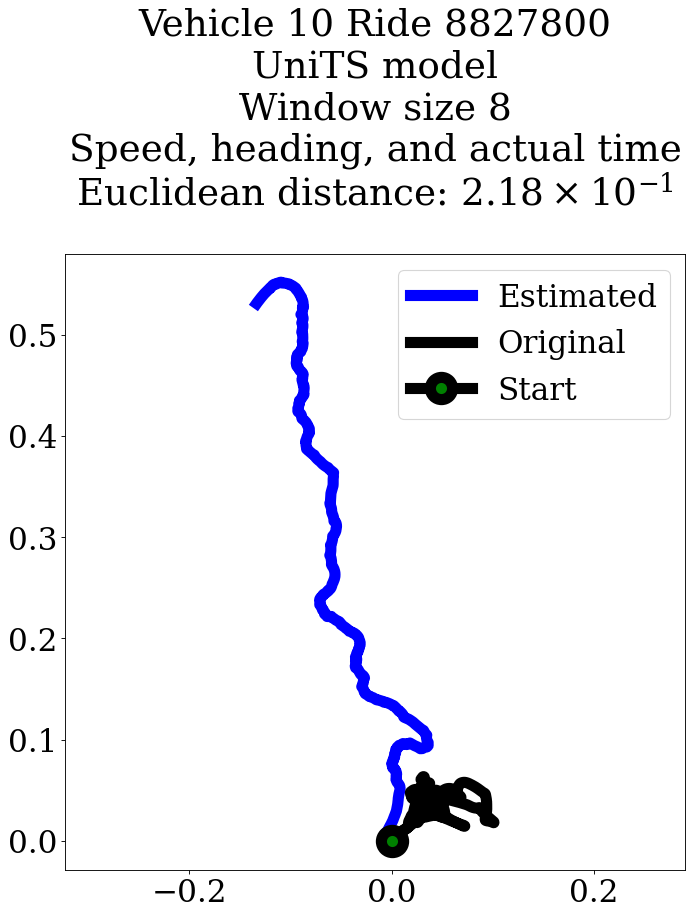 Vehicle 10 Ride 8827800
UniTS model
Window size 8
Speed, heading, and actual time
Euclidean distance: 2.18 × 10⁻¹
Estimated
Original
Start
0.5
0.4
0.3
0.2
0.1
0.0
−0.2
0.0
0.2